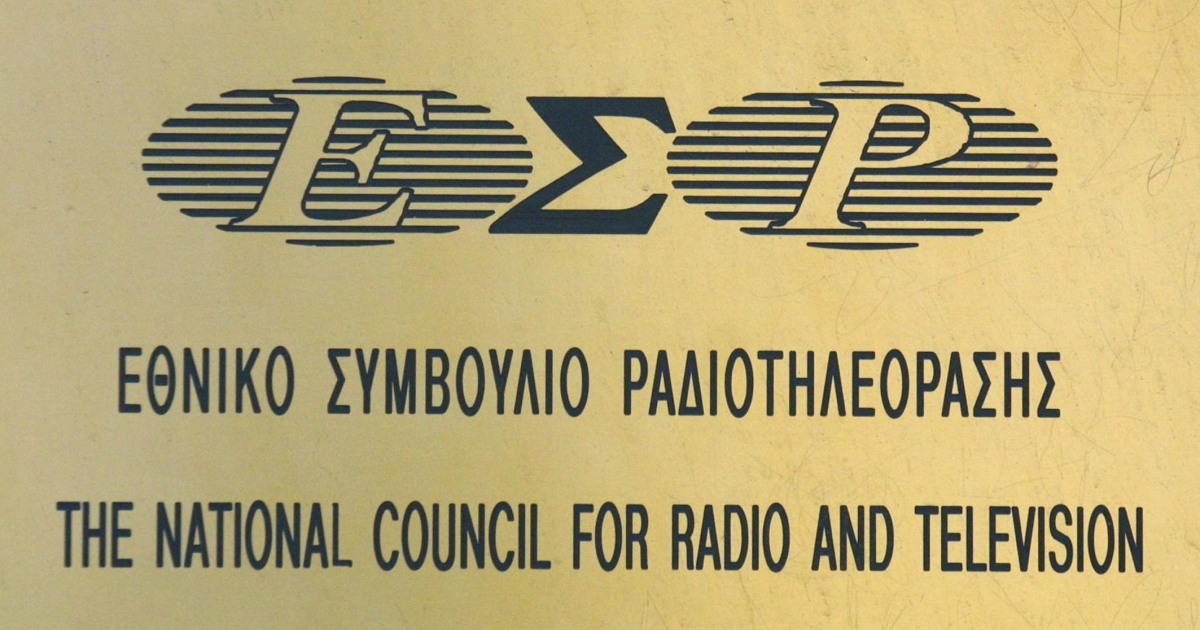 ΕΣΡ
ΕΘΝΙΚΟ ΣΥΜΒΟΥΛΙΟ ΡΑΔΙΟΤΗΛΕΟΡΑΣΗΣ
THE NATIONAL COUNCIL FOR RADIO AND TELEVISION